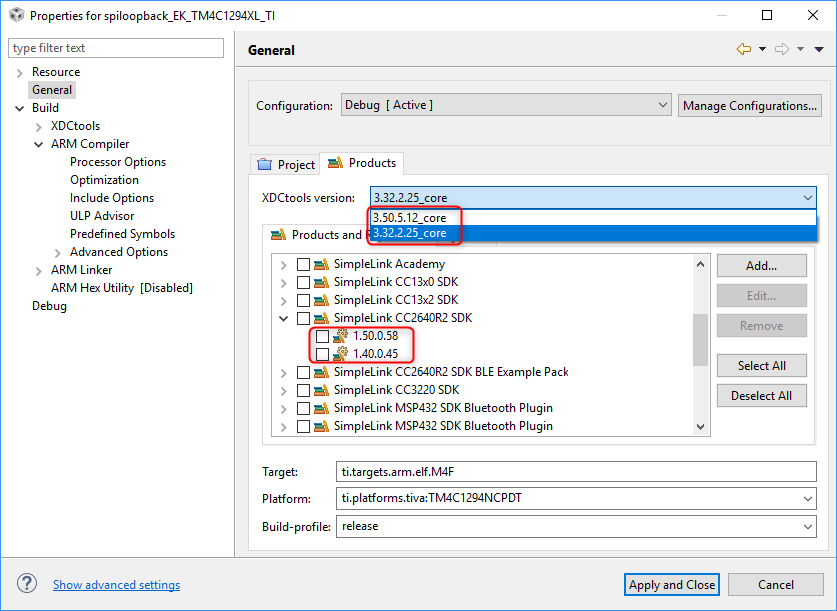 Properties for spiloopback_EK_TM4C1294XL_TI
type filter text
Resource
General
Build
XDCtools
ARM Compiler
Processor Options
Optimization
Include Options
ULP Advisor
Predefined Symbols
Advanced Options
ARM Linker
ARM Hex Utility [Disabled]
Debug
General
Configuration:
Debug [ Active ]
Manage Configurations...
Project
Products
XDCtools version:
3.32.2.25_core
3.50.5.12_core
3.32.2.25_core
Products and
SimpleLink Academy
SimpleLink CC13x0 SDK
SimpleLink CC13x2 SDK
SimpleLink CC2640R2 SDK
1.50.0.58
1.40.0.45
SimpleLink CC2640R2 SDK BLE Example Pack
SimpleLink CC3220 SDK
SimpleLink MSP432 SDK Bluetooth Plugin
SimpleLink MSP432 SDK Bluetooth Plugin
Add...
Edit...
Remove
Select All
Deselect All
Target:
ti.targets.arm.elf.M4F
Platform:
ti.platforms.tiva:TM4C1294NCPDT
Build-profile:
release
?
Show advanced settings
Apply and Close
Cancel